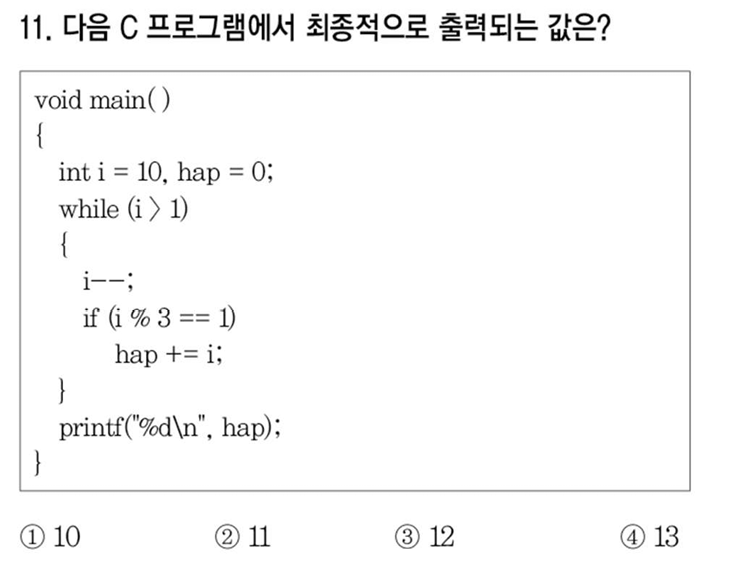 11. 다음 C 프로그램에서 최종적으로 출력되는 값은?
void main( )
{
int i = 10, hap = 0;
while (i 〉 1)
{
i−−;
if (i % 3 == 1)
hap += i;
}
printf("%d\n", hap);
}
① 10 ② 11 ③ 12 ④ 13